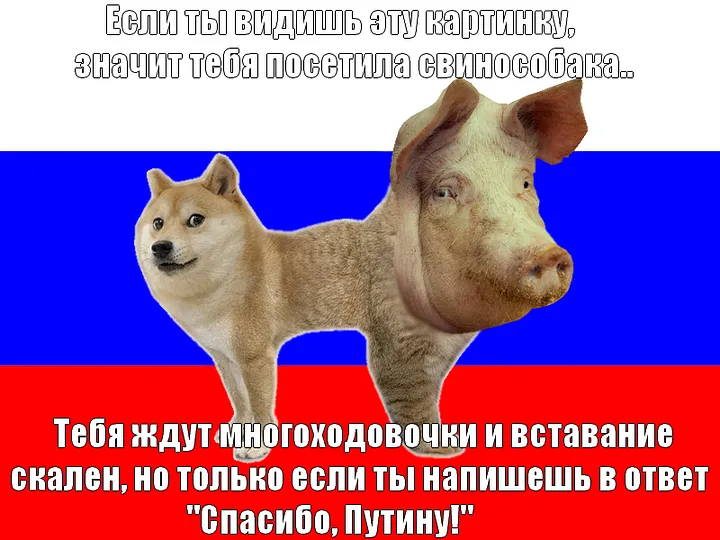 Если ты видишь эту картинку,
значит тебя посетила свинособака..
Тебя ждут многоходовочки и вставание
скален, но только если ты напишешь в ответ
"Спасибо, Путину!"